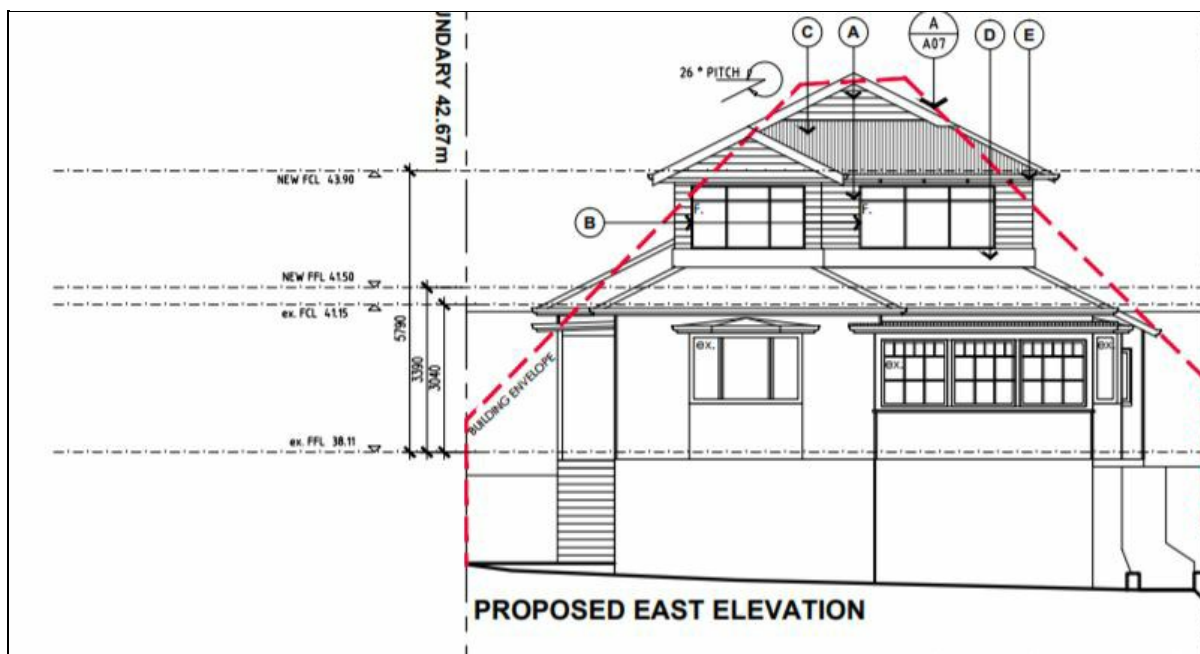 UNDARY 42.67m
C
A
A
A07
D
E
26 ° PITCH
NEW FCL 43.90
B
F.
F.
NEW FFL 41.50
ex. FCL 41.15
5790
3390
3040
ex.
ex.
ex.
BUILDING ENVELOPE
ex. FFL 38.11
PROPOSED EAST ELEVATION